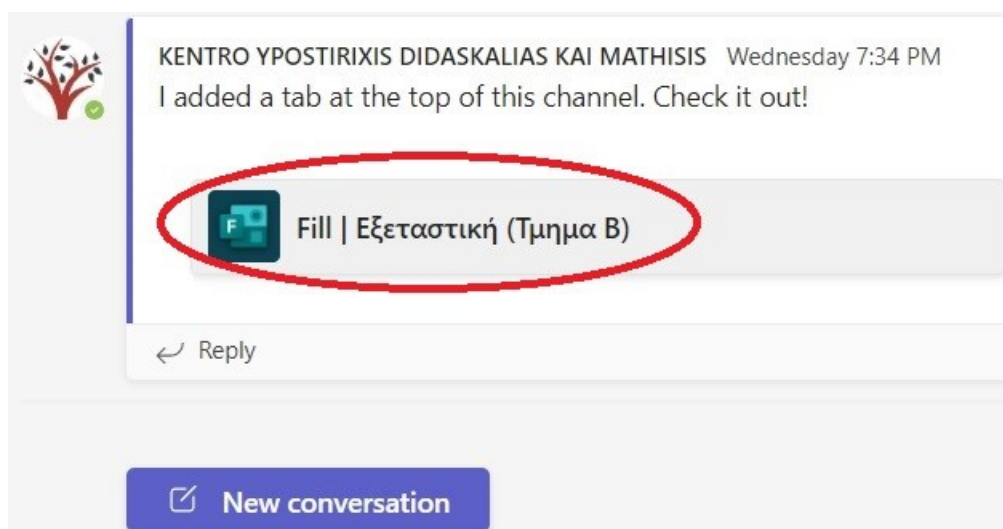 KENTRO YPOSTIRIXIS DIDASKALIAS KAI MATHISIS Wednesday 7:34 PM
I added a tab at the top of this channel. Check it out!
F
Fill | Εξεταστική (Τμημα Β)
Reply
New conversation